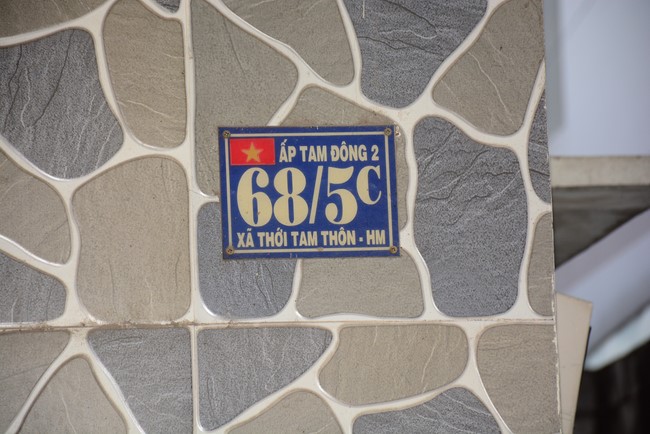 ẤP TAM ĐÔNG 2
68/5C
XÃ THỚI TAM THÔN - HM